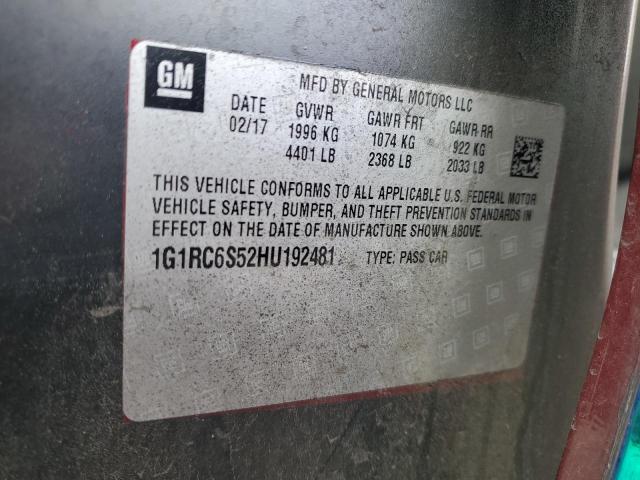 GM
MFD BY GENERAL MOTORS LLC
DATE GVWR GAWR FRT GAWR RR
02/17 1996 KG 1074 KG 922 KG
4401 LB 2368 LB 2033 LB
THIS VEHICLE CONFORMS TO ALL APPLICABLE U.S. FEDERAL MOTOR
VEHICLE SAFETY, BUMPER, AND THEFT PREVENTION STANDARDS IN
EFFECT ON THE DATE OF MANUFACTURE SHOWN ABOVE.
1G1RC6S52HU192481 TYPE: PASS CAR